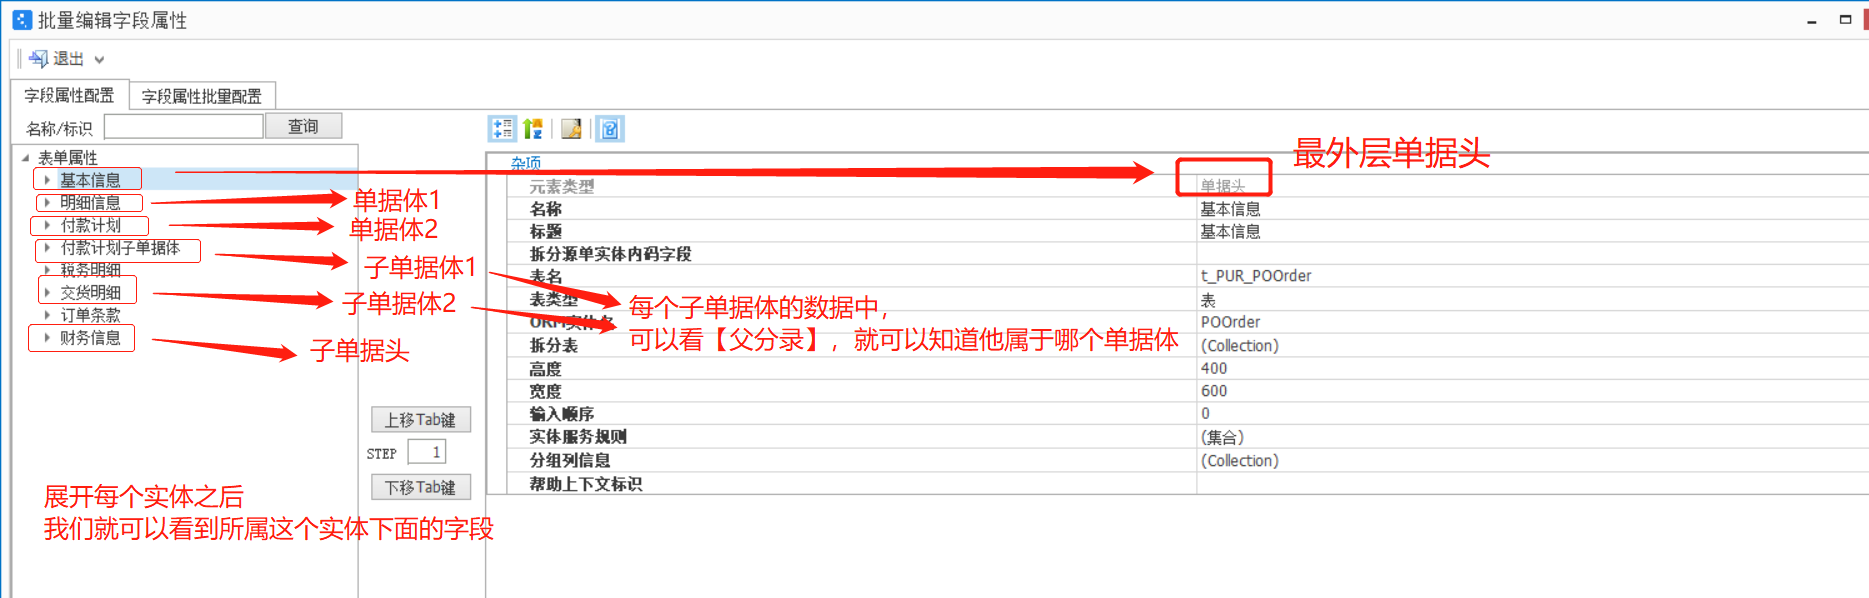 批量编辑字段属性
退出
字段属性配置
字段属性批量配置
名称/标识
查询
表单属性
基本信息
明细信息
付款计划
付款计划子单据体
税务明细
交货明细
订单条款
财务信息
单据体1
单据体2
子单据体1
子单据体2
子单据头
展开每个实体之后
我们就可以看到所属这个实体下面的字段
上移Tab键
STEP 1
下移Tab键
最外层单据头
杂项
元素类型 单据头
名称 基本信息
标题 基本信息
拆分源单实体内码字段
表名 t_PUR_POOrder
表类型 表
ORM实体名 POOrder
拆分表 (Collection)
高度 400
宽度 600
输入顺序 0
实体服务规则 (集合)
分组列信息 (Collection)
帮助上下文标识
每个子单据体的数据中，
可以看【父分录】，就可以知道他属于哪个单据体